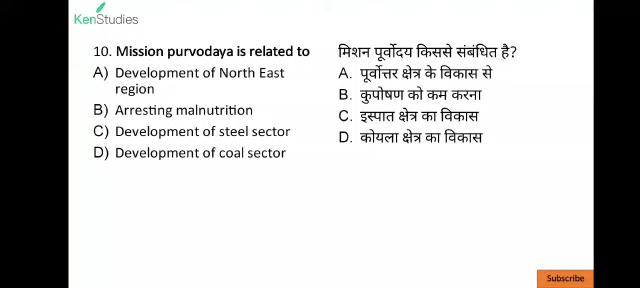 KenStudies
10. Mission purvodaya is related to
A) Development of North East
region
B) Arresting malnutrition
C) Development of steel sector
D) Development of coal sector
मिशन पूर्वोदय किससे संबंधित है?
A. पूर्वोत्तर क्षेत्र के विकास से
B. कुपोषण को कम करना
C. इस्पात क्षेत्र का विकास
D. कोयला क्षेत्र का विकास
Subscribe